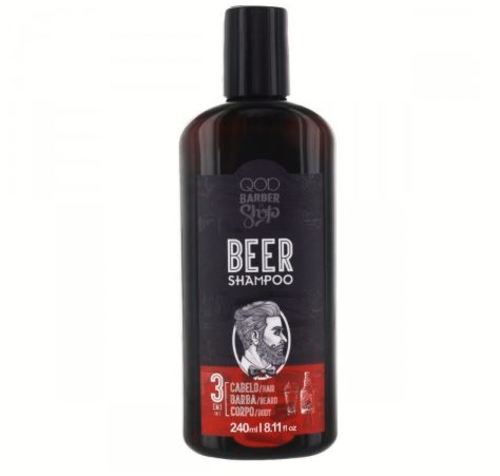 QOD
BARBER
Shop
BEER
SHAMPOO
3
EM 1
CABELO/HAIR
BARBA/BEARD
CORPO/BODY
240ml | 8.11 fl oz